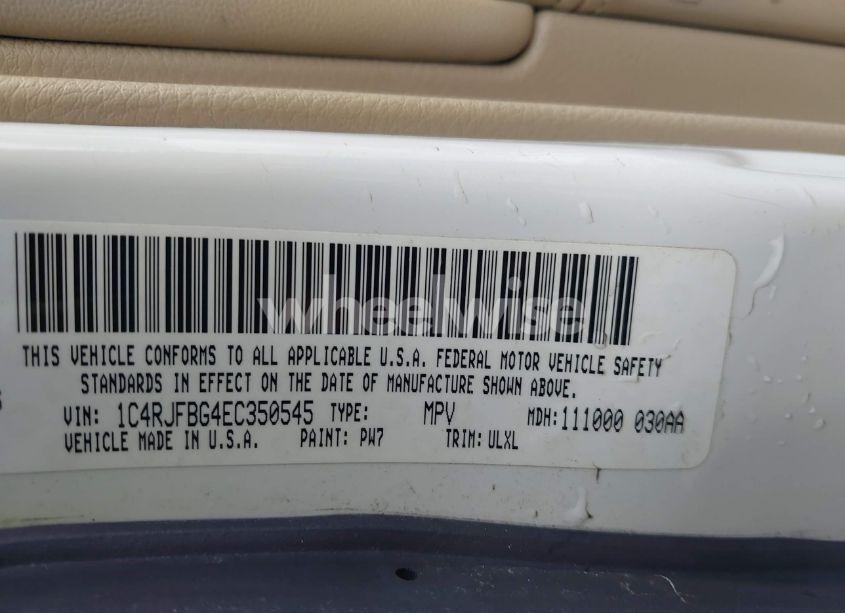 wheelwise
THIS VEHICLE CONFORMS TO ALL APPLICABLE U.S.A. FEDERAL MOTOR VEHICLE SAFETY
STANDARDS IN EFFECT ON THE DATE OF MANUFACTURE SHOWN ABOVE.
VIN: 1C4RJFBG4EC350545 TYPE: MPV MDH:111000 030AA
VEHICLE MADE IN U.S.A. PAINT: PW7 TRIM:ULXL